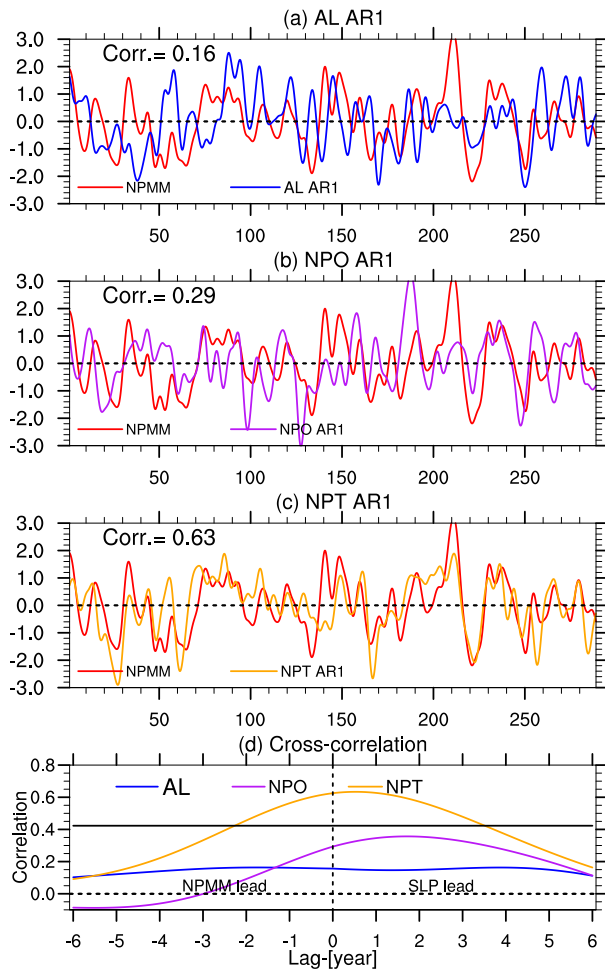 (a) AL AR1
Corr.= 0.16
3.0
2.0
1.0
0.0
-1.0
-2.0
-3.0
NPMM AL AR1
50 100 150 200 250
(b) NPO AR1
Corr.= 0.29
3.0
2.0
1.0
0.0
-1.0
-2.0
-3.0
NPMM NPO AR1
50 100 150 200 250
(c) NPT AR1
Corr.= 0.63
3.0
2.0
1.0
0.0
-1.0
-2.0
-3.0
NPMM NPT AR1
50 100 150 200 250
(d) Cross-correlation
AL NPO NPT
Correlation
0.8
0.6
0.4
0.2
0.0
NPMM lead SLP lead
-6 -5 -4 -3 -2 -1 0 1 2 3 4 5 6
Lag-[year]